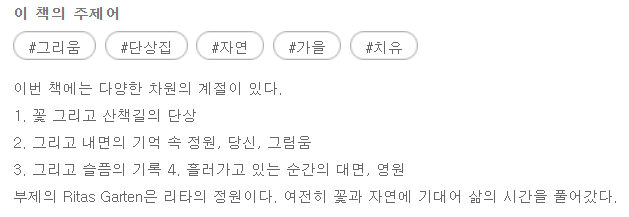 이 책의 주제어
#그리움 #단상집 #자연 #가을 #치유
이번 책에는 다양한 차원의 계절이 있다.
1. 꽃 그리고 산책길의 단상
2. 그리고 내면의 기억 속 정원, 당신, 그림움
3. 그리고 슬픔의 기록 4. 흘러가고 있는 순간의 대면, 영원
부제의 Ritas Garten은 리타의 정원이다. 여전히 꽃과 자연에 기대어 삶의 시간을 풀어갔다.